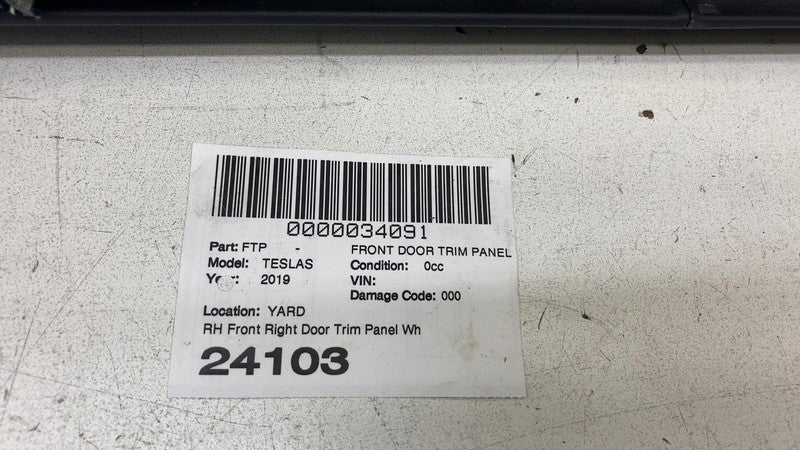 0000034091
Part: FTP - FRONT DOOR TRIM PANEL
Model: TESLAS Condition: 0cc
Year: 2019 VIN:
Damage Code: 000
Location: YARD
RH Front Right Door Trim Panel Wh
24103